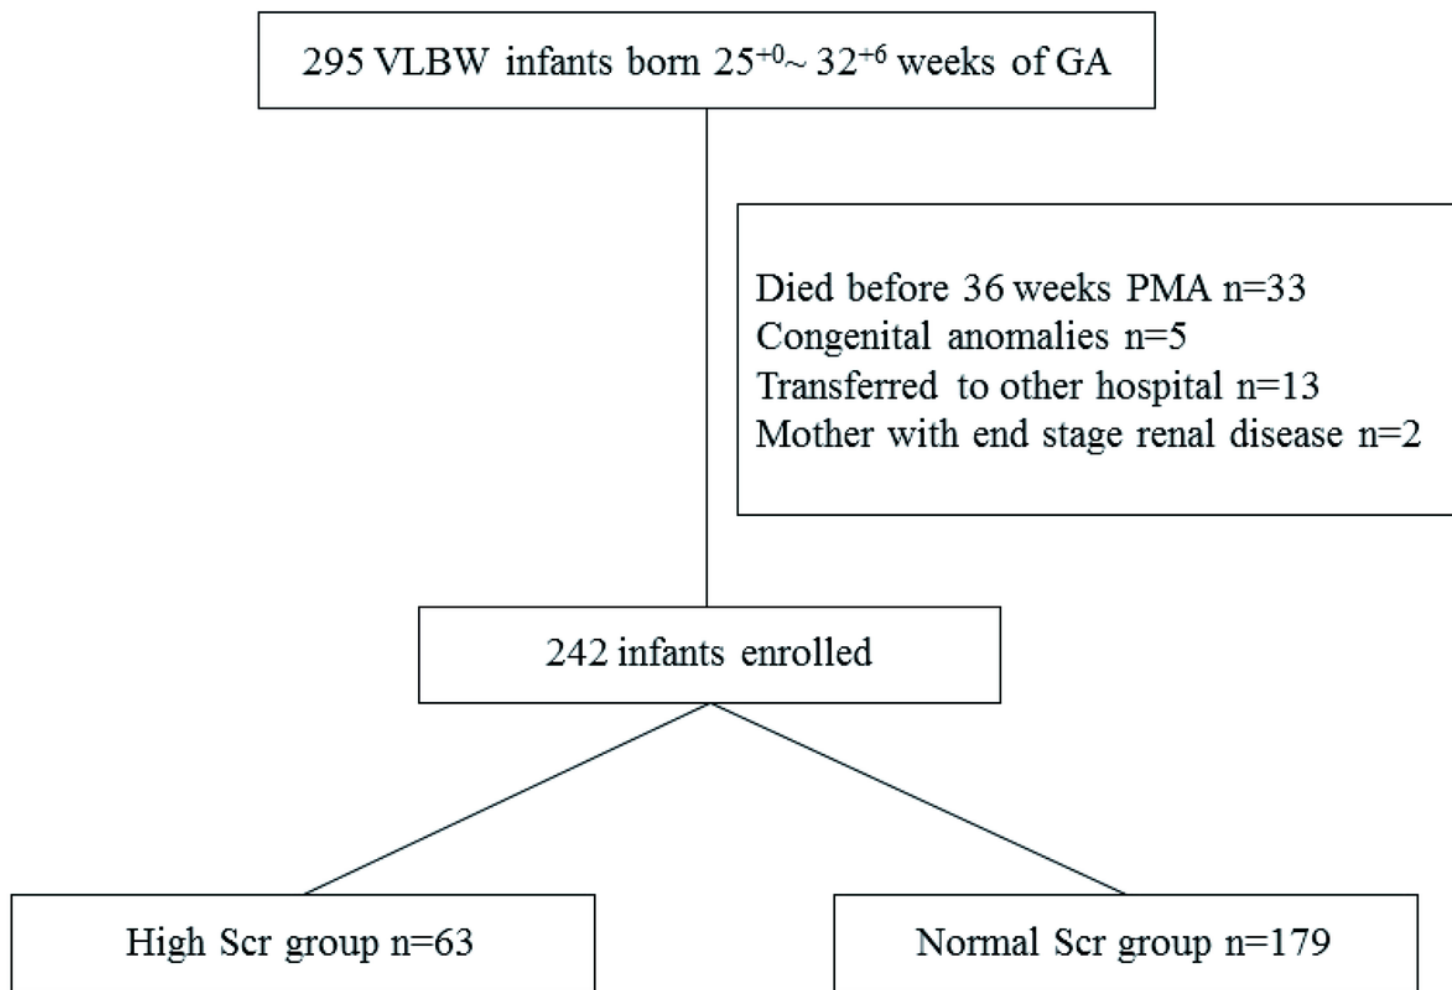 295 VLBW infants born 25⁺⁰~ 32⁺⁶ weeks of GA
Died before 36 weeks PMA n=33
Congenital anomalies n=5
Transferred to other hospital n=13
Mother with end stage renal disease n=2
242 infants enrolled
High Scr group n=63
Normal Scr group n=179